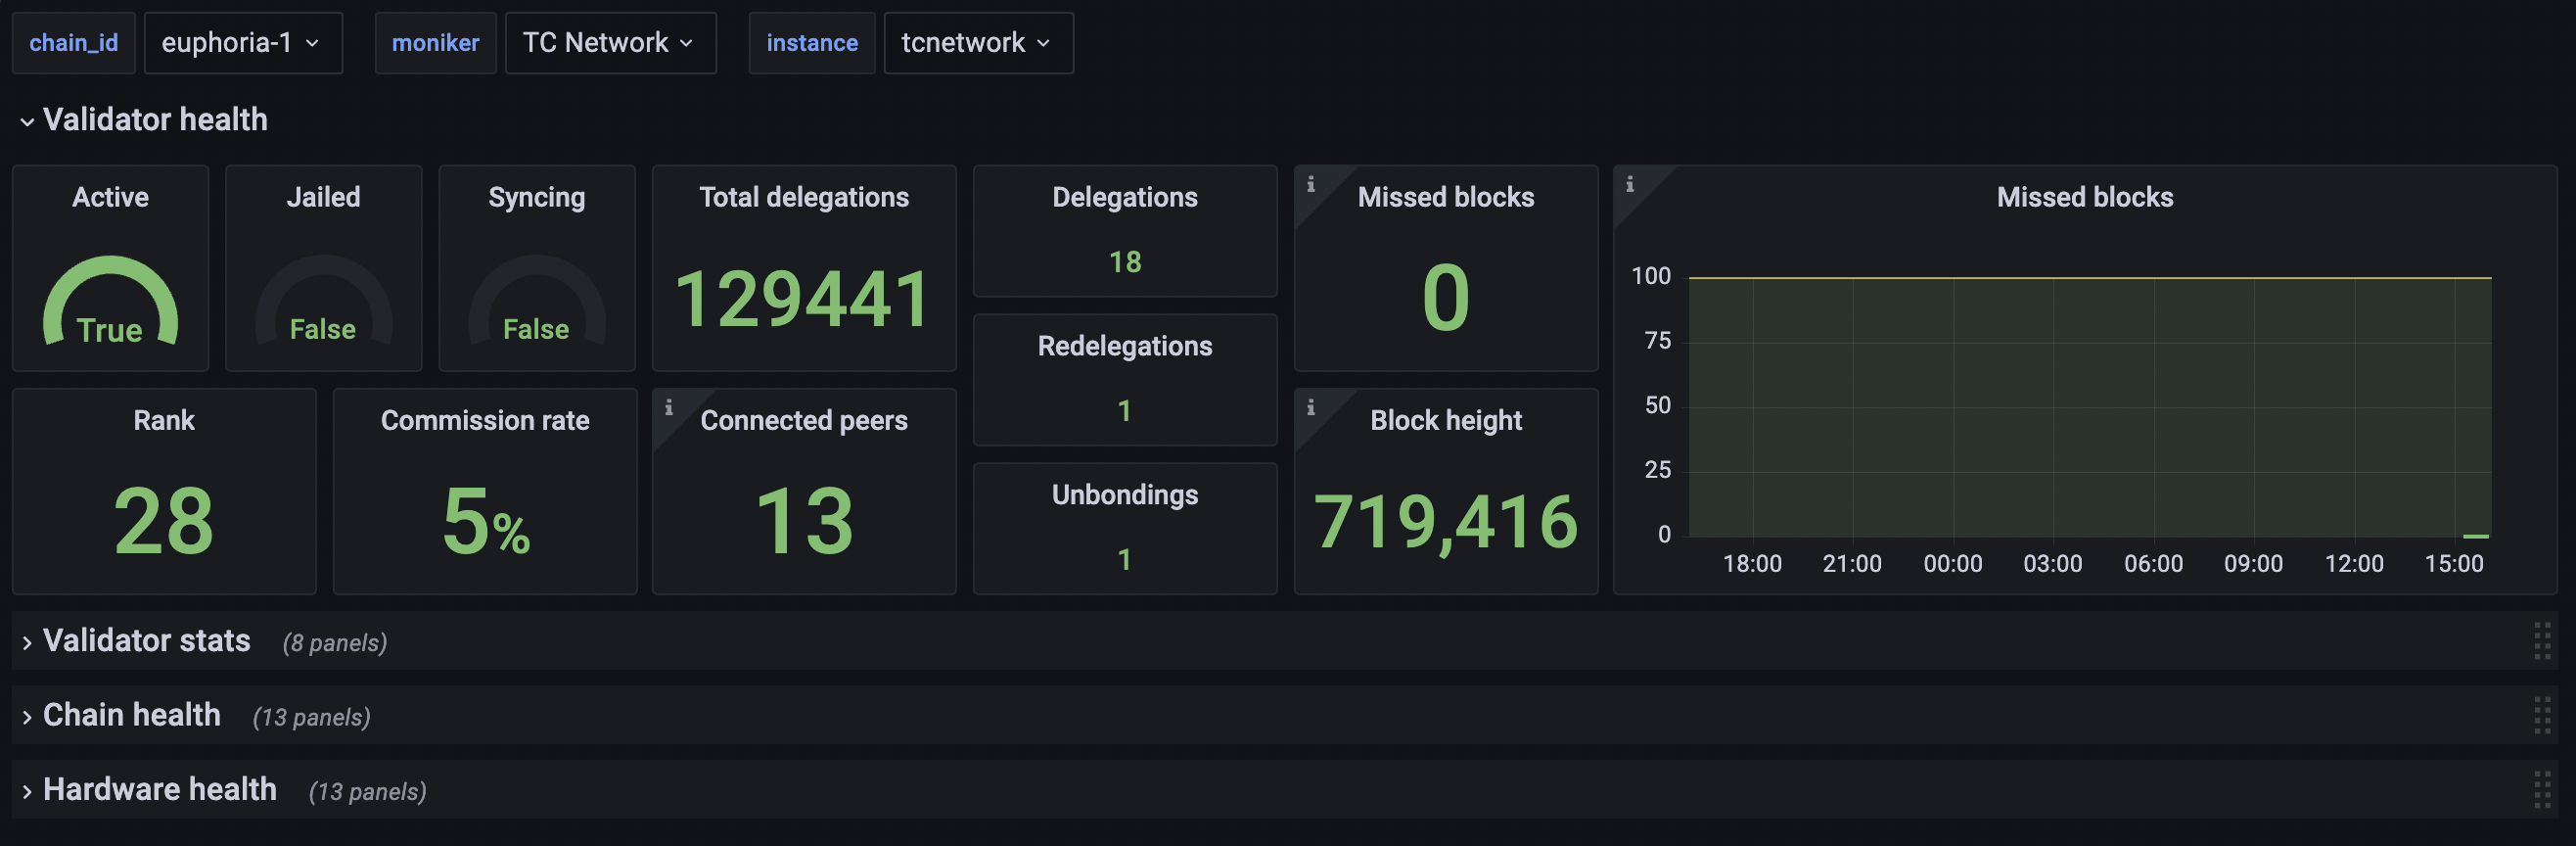 chain_id euphoria-1 moniker TC Network instance tcnetwork
Validator health
Active
True
Jailed
False
Syncing
False
Total delegations
129441
Delegations
18
Redelegations
1
Unbondings
1
Missed blocks
0
Rank
28
Commission rate
5%
Connected peers
13
Block height
719,416
Missed blocks
100
75
50
25
0
18:00 21:00 00:00 03:00 06:00 09:00 12:00 15:00
Validator stats (8 panels)
Chain health (13 panels)
Hardware health (13 panels)